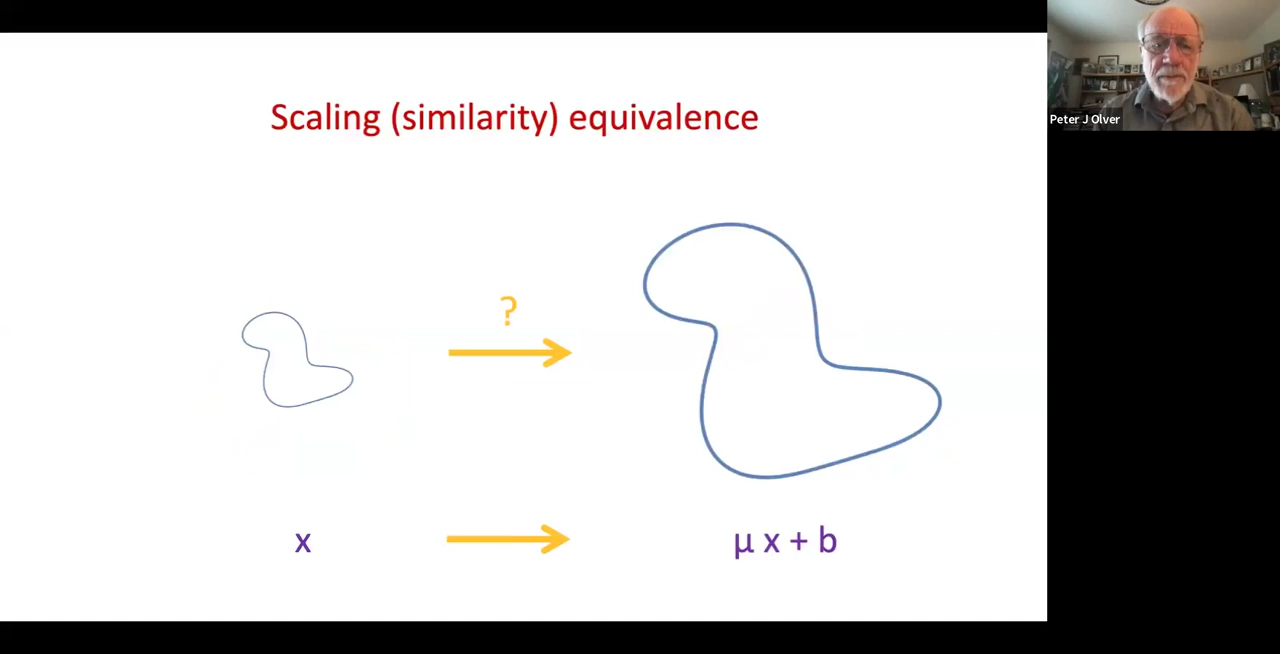 Scaling (similarity) equivalence
Peter J Olver
?
x
μ x + b